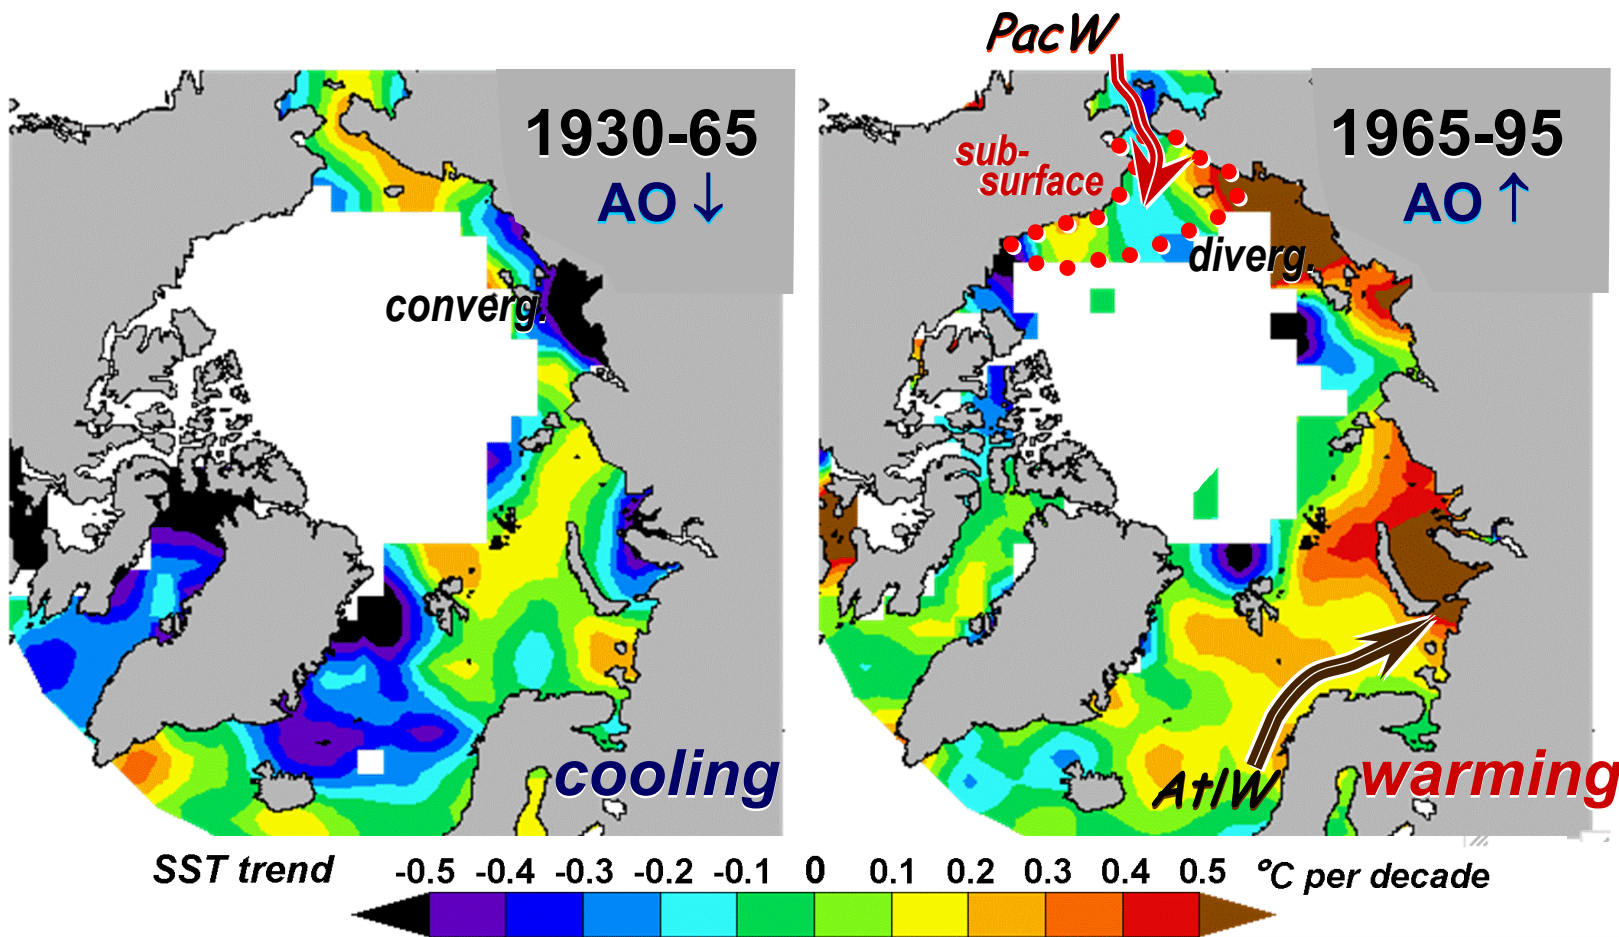 PacW
1930-65
AO ↓
1965-95
AO ↑
sub-
surface
diverg.
converg.
cooling
warming
AtlW
SST trend -0.5 -0.4 -0.3 -0.2 -0.1 0 0.1 0.2 0.3 0.4 0.5 °C per decade